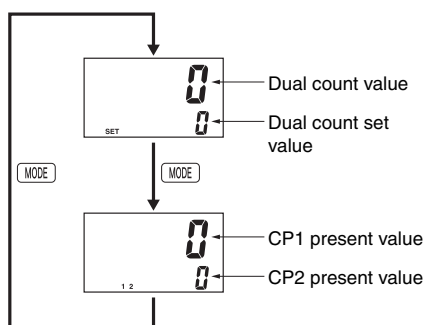 0
Dual count value
SET
0
Dual count set
value
MODE
MODE
0
CP1 present value
1 2
0
CP2 present value